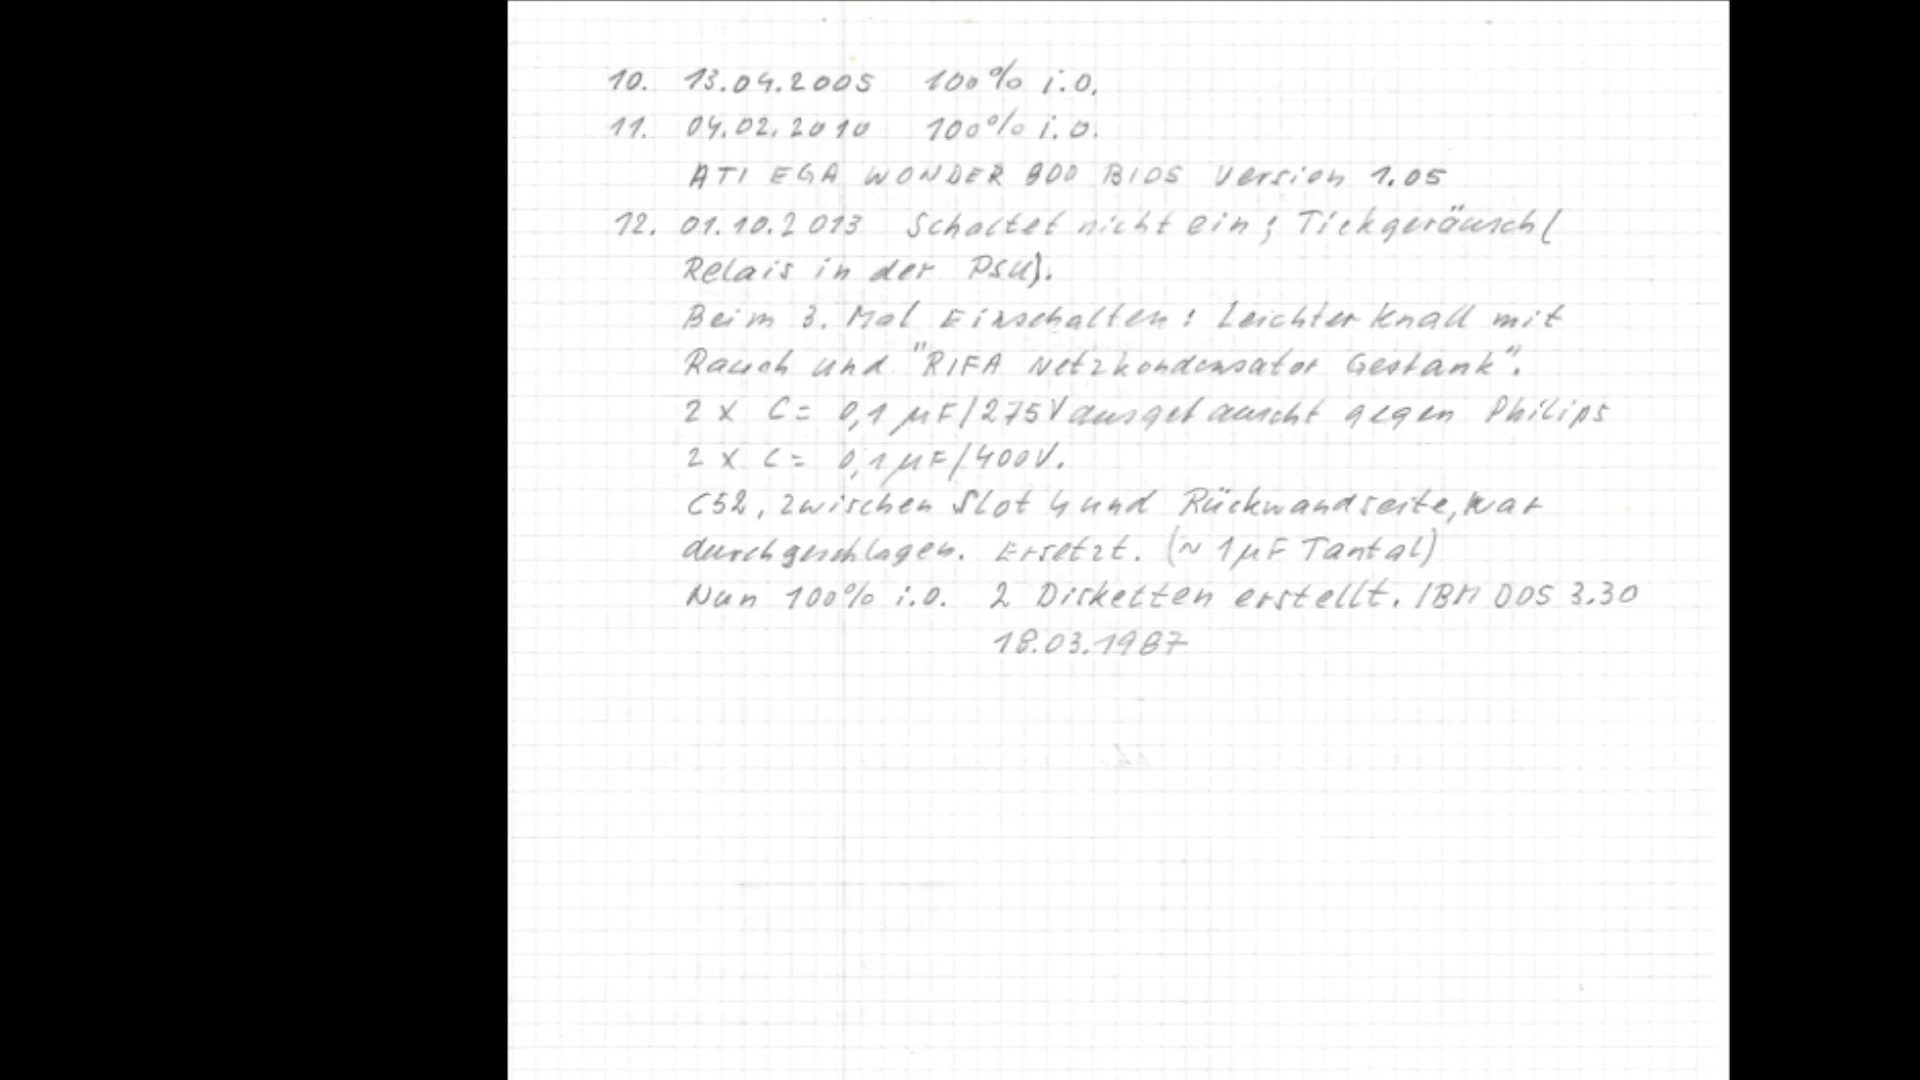 10. 13.04.2005 100% i.O.
11. 04.02.2010 100% i.O.
ATI EGA WONDER 800 BIOS Version 1.05
12. 01.10.2013 Schaltet nicht ein; Tickgeräusch (
Relais in der PSU).
Beim 3. Mal Einschalten: Leichter Knall mit
Rauch und "RIFA Netzkondensator Gestank".
2 x C= 0,1 µF/275V ausgetauscht gegen Philips
2 x C= 0,1 µF/400V.
C52, zwischen Slot 4 und Rückwandseite, war
durchgeschlagen. Ersetzt. (~ 1µF Tantal)
Nun 100% i.O. 2 Disketten erstellt. IBM DOS 3.30
18.03.1987